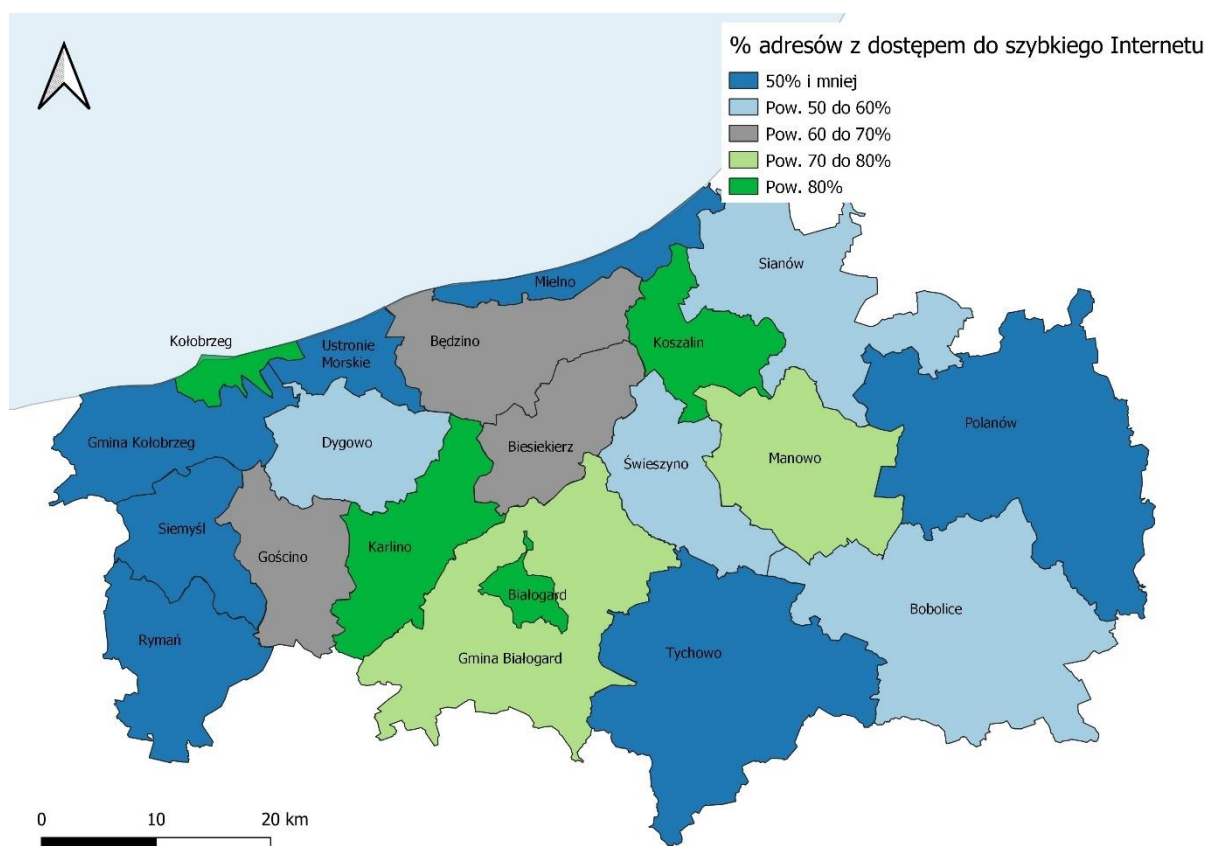 % adresów z dostępem do szybkiego Internetu
50% i mniej
Pow. 50 do 60%
Pow. 60 do 70%
Pow. 70 do 80%
Pow. 80%
Sianów
Mielno
Kołobrzeg
Ustronie
Morskie
Będzino
Koszalin
Polanów
Gmina Kołobrzeg
Dygowo
Biesiekierz
Świeszyno
Manowo
Siemyśl
Gościno
Karlino
Białogard
Bobolice
Rymań
Gmina Białogard
Tychowo
0 10 20 km